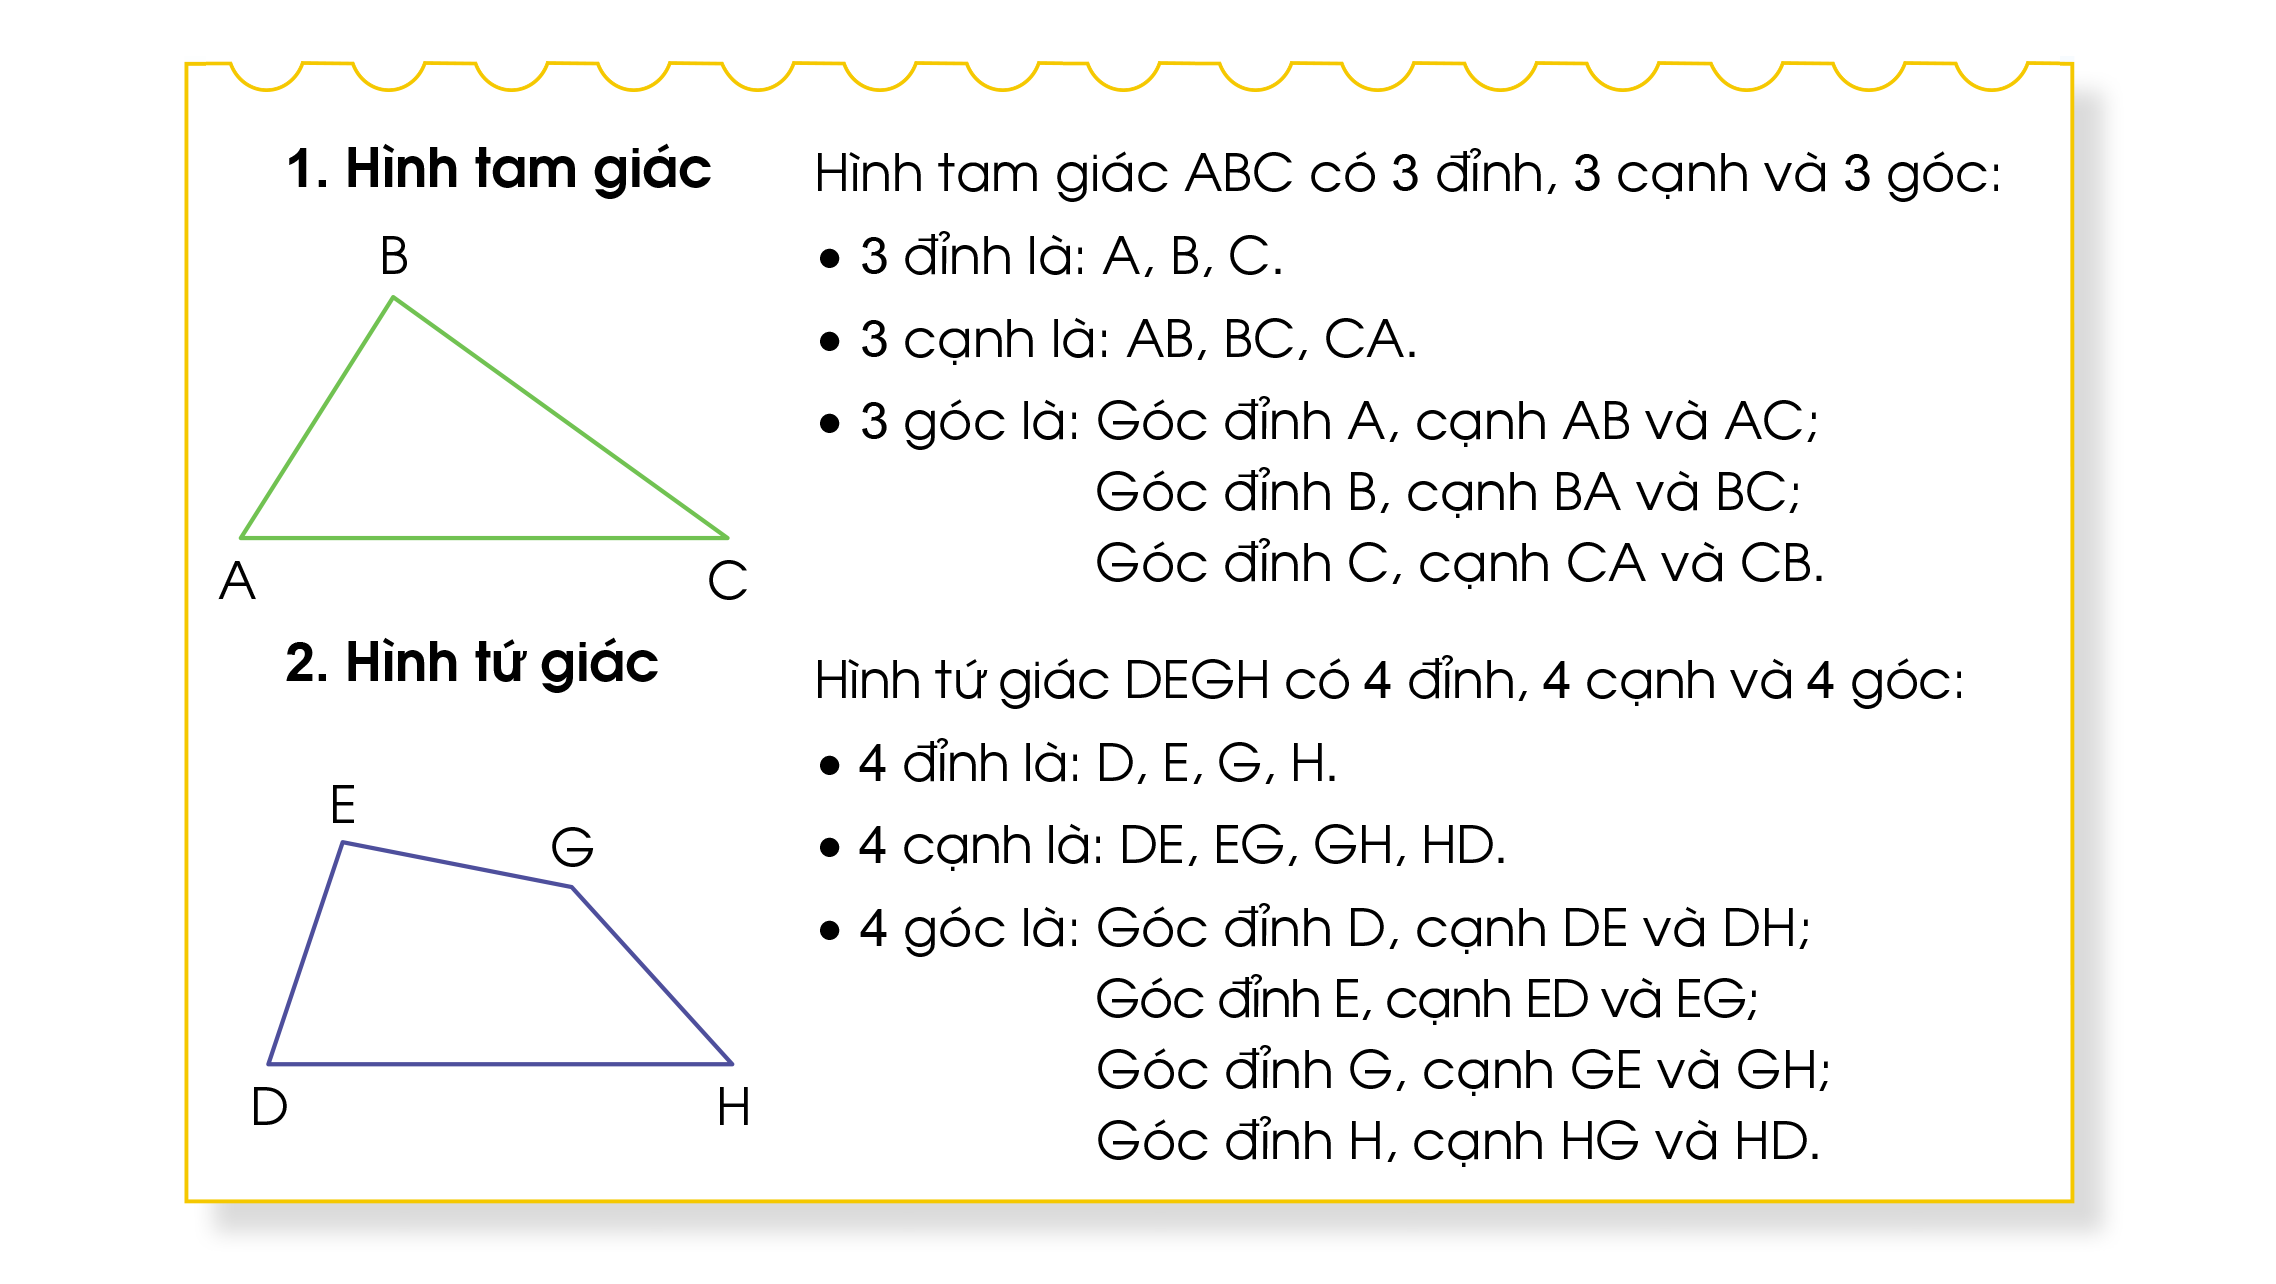 1. Hình tam giác
B
A
C
Hình tam giác ABC có 3 đỉnh, 3 cạnh và 3 góc:
• 3 đỉnh là: A, B, C.
• 3 cạnh là: AB, BC, CA.
• 3 góc là: Góc đỉnh A, cạnh AB và AC;
Góc đỉnh B, cạnh BA và BC;
Góc đỉnh C, cạnh CA và CB.
2. Hình tứ giác
E
G
D
H
Hình tứ giác DEGH có 4 đỉnh, 4 cạnh và 4 góc:
• 4 đỉnh là: D, E, G, H.
• 4 cạnh là: DE, EG, GH, HD.
• 4 góc là: Góc đỉnh D, cạnh DE và DH;
Góc đỉnh E, cạnh ED và EG;
Góc đỉnh G, cạnh GE và GH;
Góc đỉnh H, cạnh HG và HD.